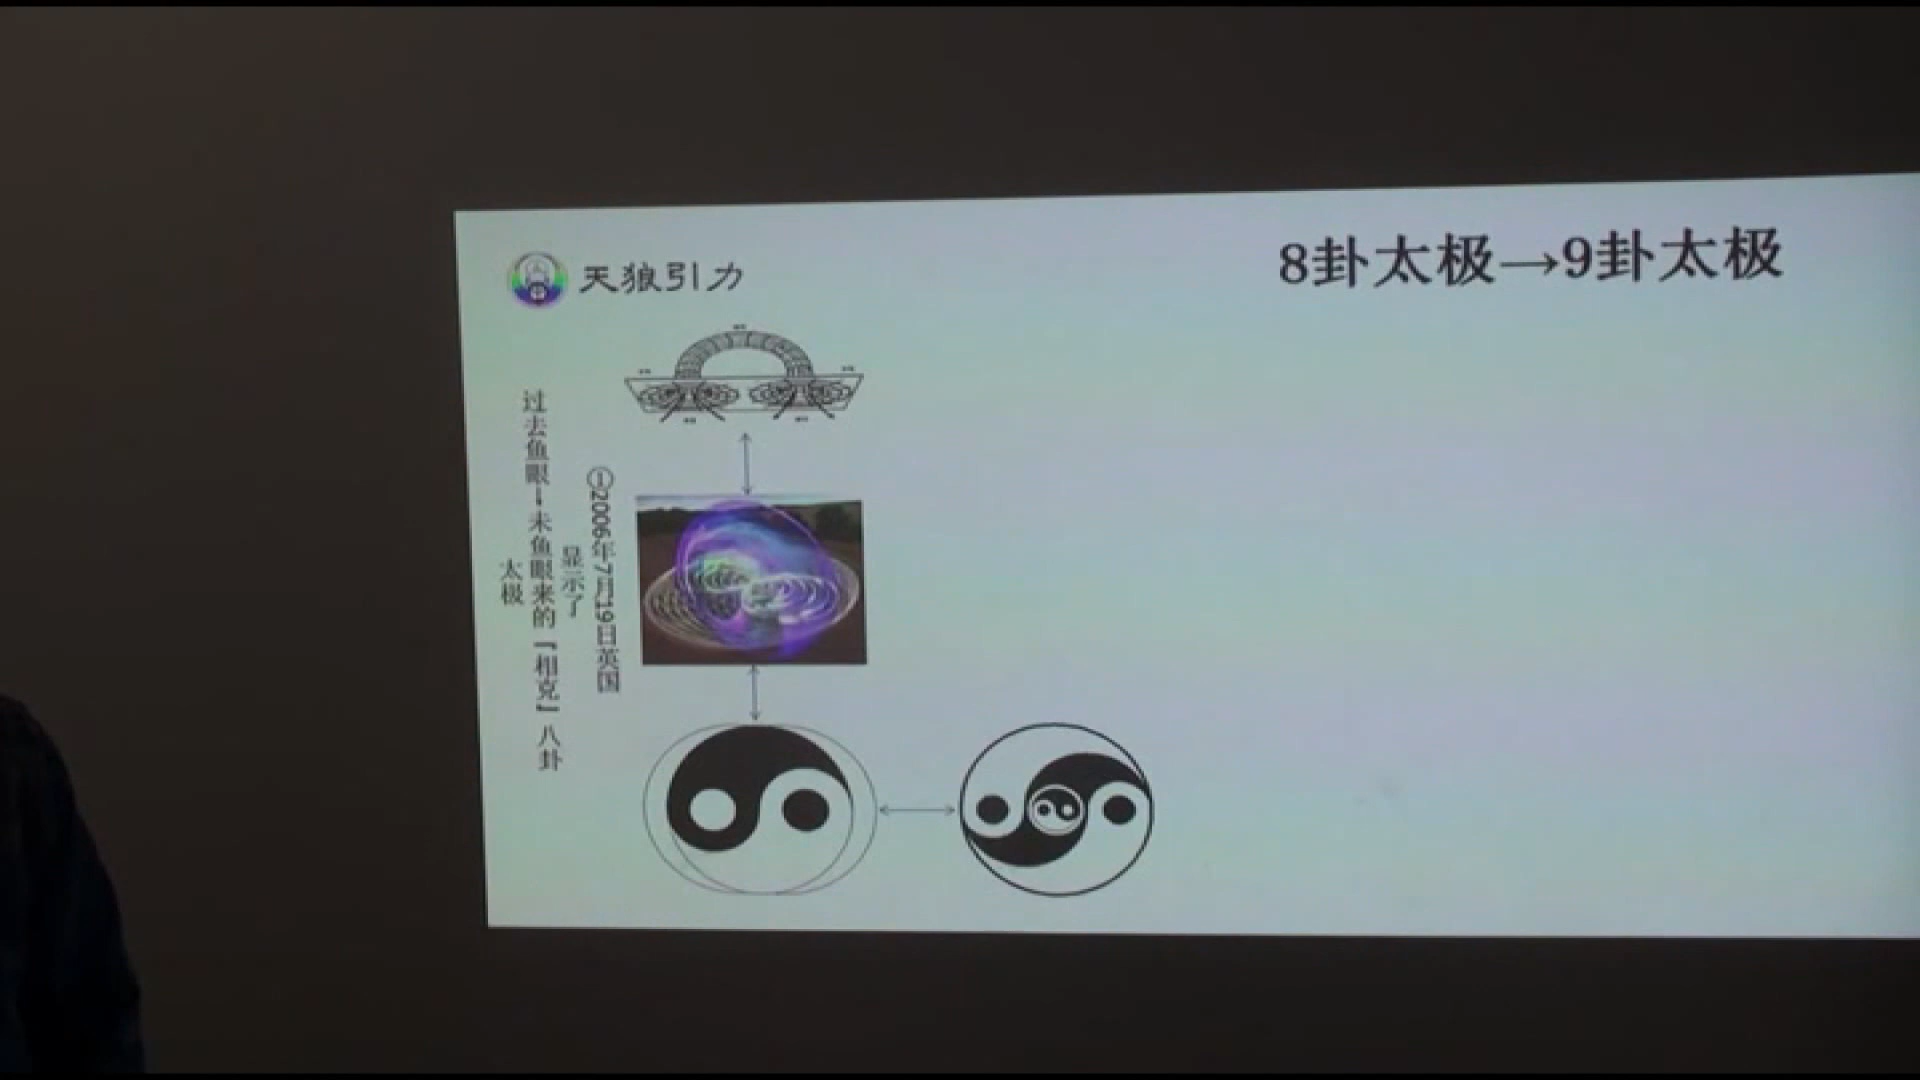 8卦太极→9卦太极
天狼引力
①2006年7月19日英国
显示了
过去鱼眼→未鱼眼来的『相克』八卦
太极